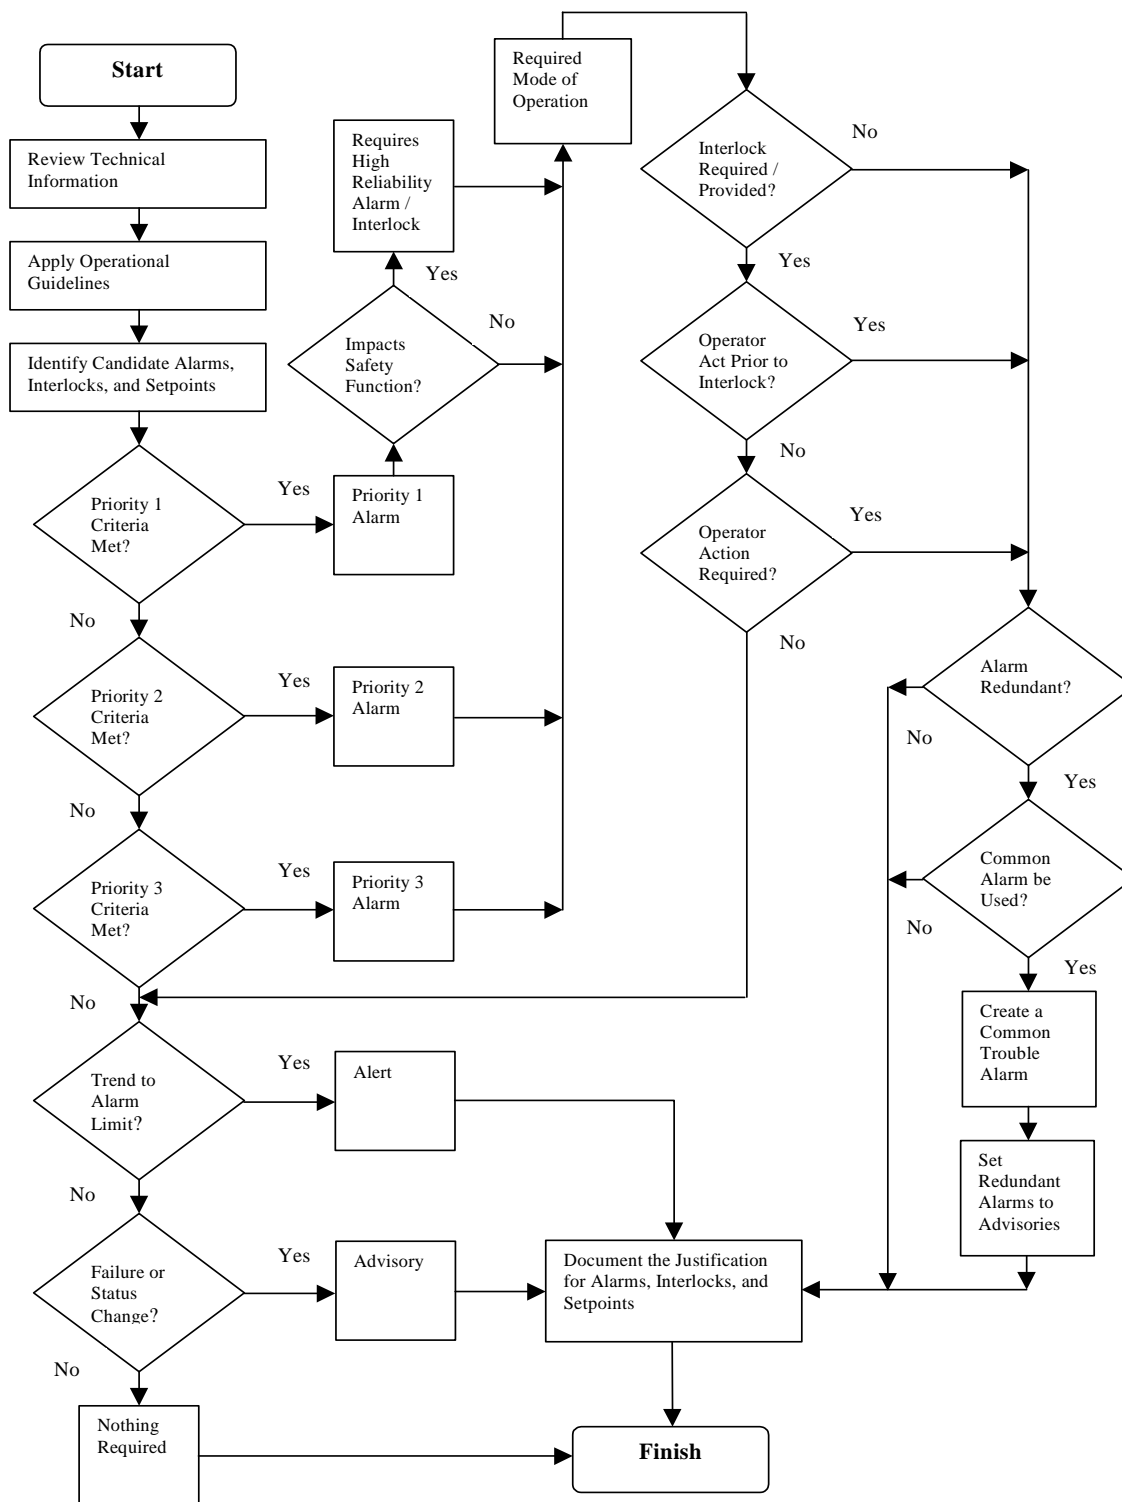 Start
Review Technical
Information
Apply Operational
Guidelines
Identify Candidate Alarms,
Interlocks, and Setpoints
Priority 1
Criteria
Met?
Yes
No
Priority 1
Alarm
Impacts
Safety
Function?
Yes
No
Requires
High
Reliability
Alarm /
Interlock
Required
Mode of
Operation
Priority 2
Criteria
Met?
Yes
No
Priority 2
Alarm
Priority 3
Criteria
Met?
Yes
No
Priority 3
Alarm
Interlock
Required /
Provided?
No
Yes
Operator
Act Prior to
Interlock?
Yes
No
Operator
Action
Required?
Yes
No
Alarm
Redundant?
No
Yes
Common
Alarm be
Used?
No
Yes
Create a
Common
Trouble
Alarm
Set
Redundant
Alarms to
Advisories
Trend to
Alarm
Limit?
Yes
No
Alert
Failure or
Status
Change?
Yes
No
Advisory
Document the Justification
for Alarms, Interlocks, and
Setpoints
Nothing
Required
Finish